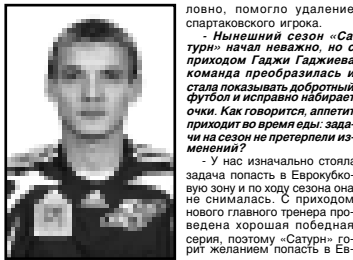 ловно, помогло удаление
спартаковского игрока.
- Нынешний сезон «Са-
турн» начал неважно, но с
приходом Гаджи Гаджиева
команда преобразилась и
стала показывать добротный
футбол и исправно набирает
очки. Как говорится, аппетит
приходит во время еды: зада-
чи на сезон не претерпели из-
менений?
- У нас изначально стояла
задача попасть в Еврокубко-
вую зону и по ходу сезона она
не снималась. С приходом
нового главного тренера про-
ведена хорошая победная
серия, поэтому «Сатурн» го-
рит желанием попасть в Ев-